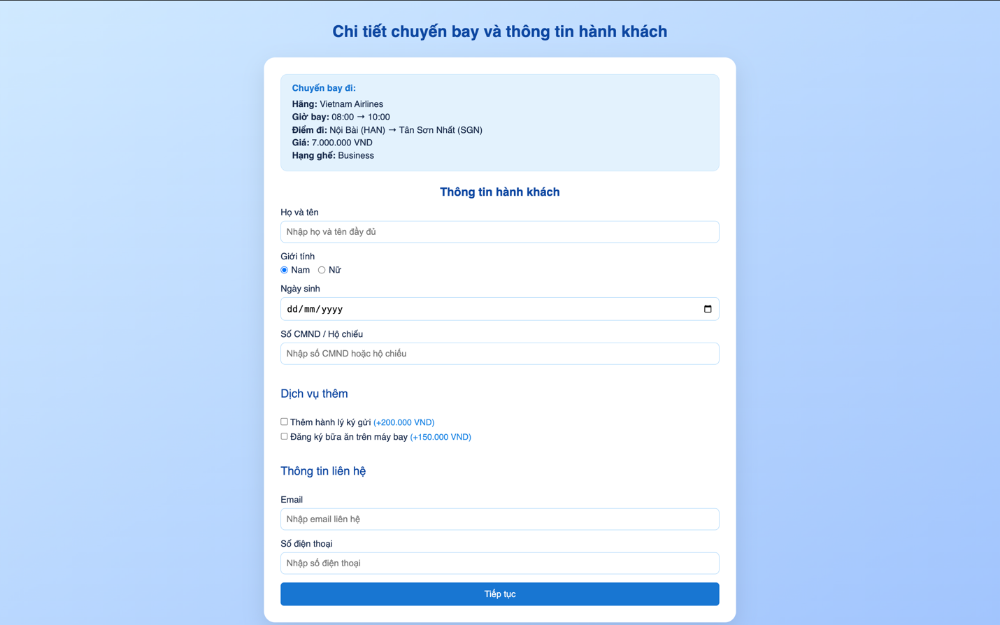 Chi tiết chuyến bay và thông tin hành khách
Chuyến bay đi:
Hãng: Vietnam Airlines
Giờ bay: 08:00 → 10:00
Điểm đi: Nội Bài (HAN) → Tân Sơn Nhất (SGN)
Giá: 7.000.000 VND
Hạng ghế: Business
Thông tin hành khách
Họ và tên
Nhập họ và tên đầy đủ
Giới tính
Nam Nữ
Ngày sinh
dd/mm/yyyy
Số CMND / Hộ chiếu
Nhập số CMND hoặc hộ chiếu
Dịch vụ thêm
Thêm hành lý ký gửi (+200.000 VND)
Đăng ký bữa ăn trên máy bay (+150.000 VND)
Thông tin liên hệ
Email
Nhập email liên hệ
Số điện thoại
Nhập số điện thoại
Tiếp tục